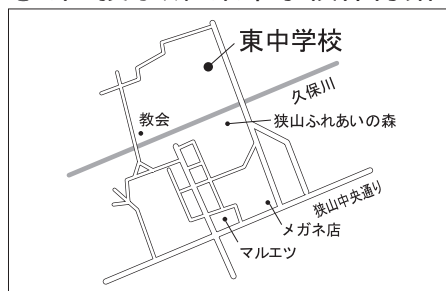 東中学校
久保川
教会
狭山ふれあいの森
狭山中央通り
メガネ店
マルエツ